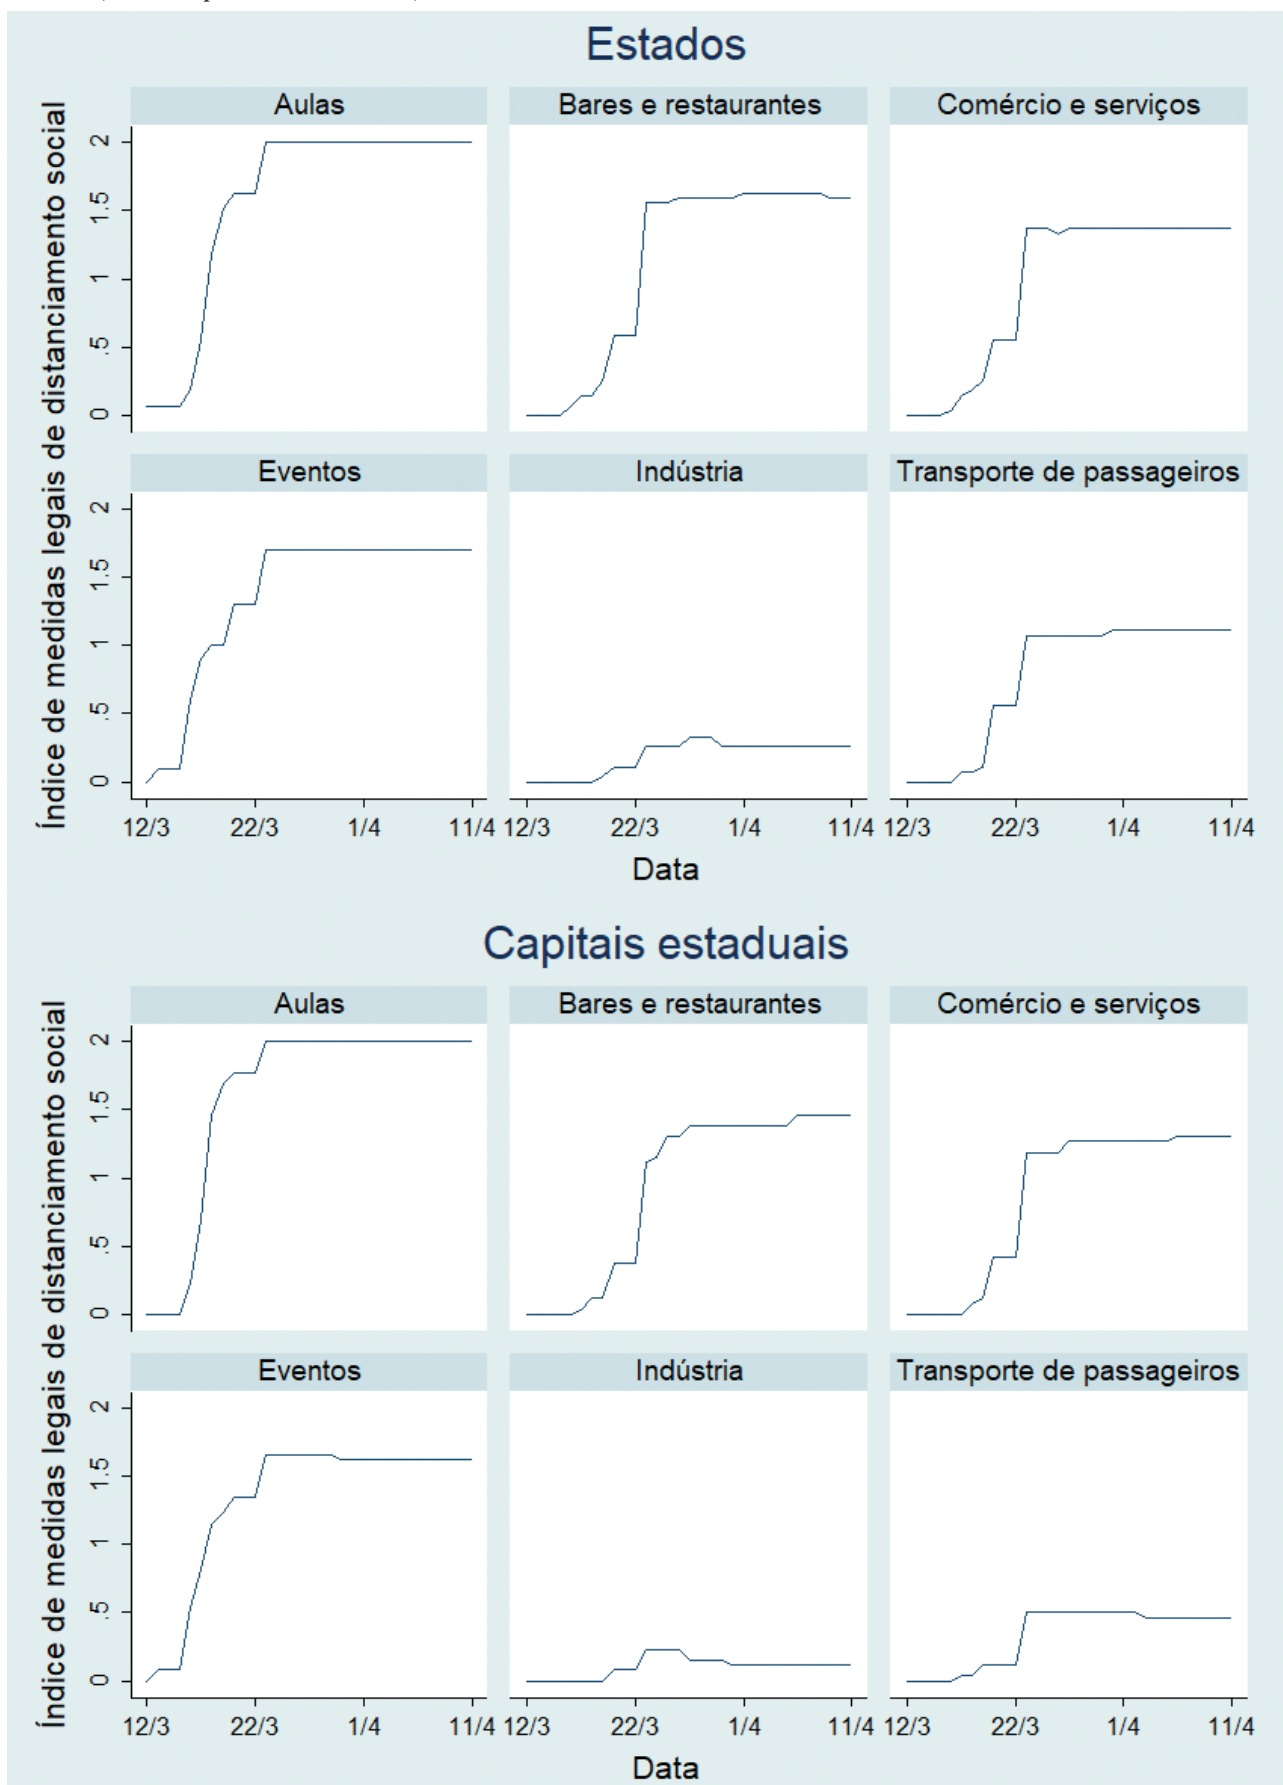 Estados
Índice de medidas legais de distanciamento social
Aulas
Bares e restaurantes
Comércio e serviços
2
1.5
1
.5
0
Eventos
Indústria
Transporte de passageiros
2
1.5
1
.5
0
12/3
22/3
1/4
11/4
12/3
22/3
1/4
11/4
12/3
22/3
1/4
11/4
Data
Capitais estaduais
Índice de medidas legais de distanciamento social
Aulas
Bares e restaurantes
Comércio e serviços
2
1.5
1
.5
0
Eventos
Indústria
Transporte de passageiros
2
1.5
1
.5
0
12/3
22/3
1/4
11/4
12/3
22/3
1/4
11/4
12/3
22/3
1/4
11/4
Data